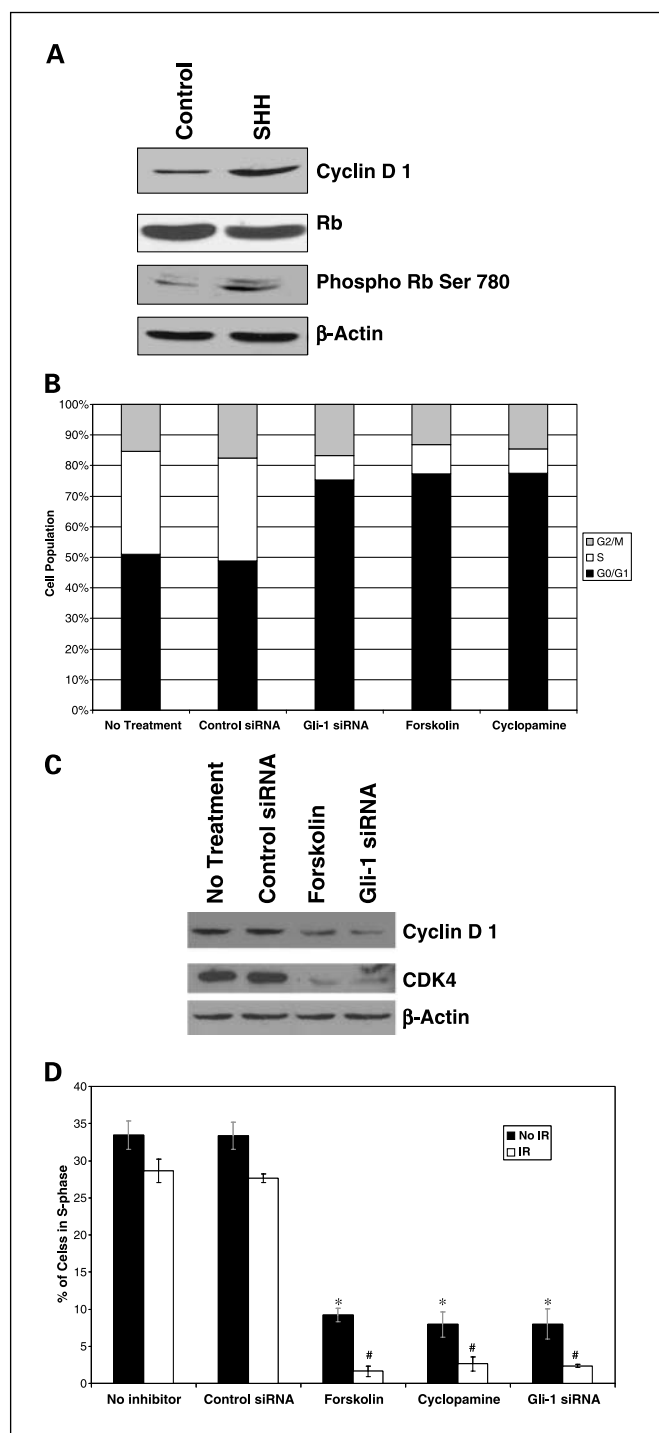 A
Control
SHH
Cyclin D 1
Rb
Phospho Rb Ser 780
β-Actin
B
100%
90%
80%
70%
60%
50%
40%
30%
20%
10%
0%
Cell Population
G2/M
S
G0/G1
No Treatment
Control siRNA
Gli-1 siRNA
Forskolin
Cyclopamine
C
No Treatment
Control siRNA
Forskolin
Gli-1 siRNA
Cyclin D 1
CDK4
β-Actin
D
40
35
30
25
20
15
10
5
0
% of Celss in S-phase
No IR
IR
*
#
*
#
*
#
No inhibitor
Control siRNA
Forskolin
Cyclopamine
Gli-1 siRNA